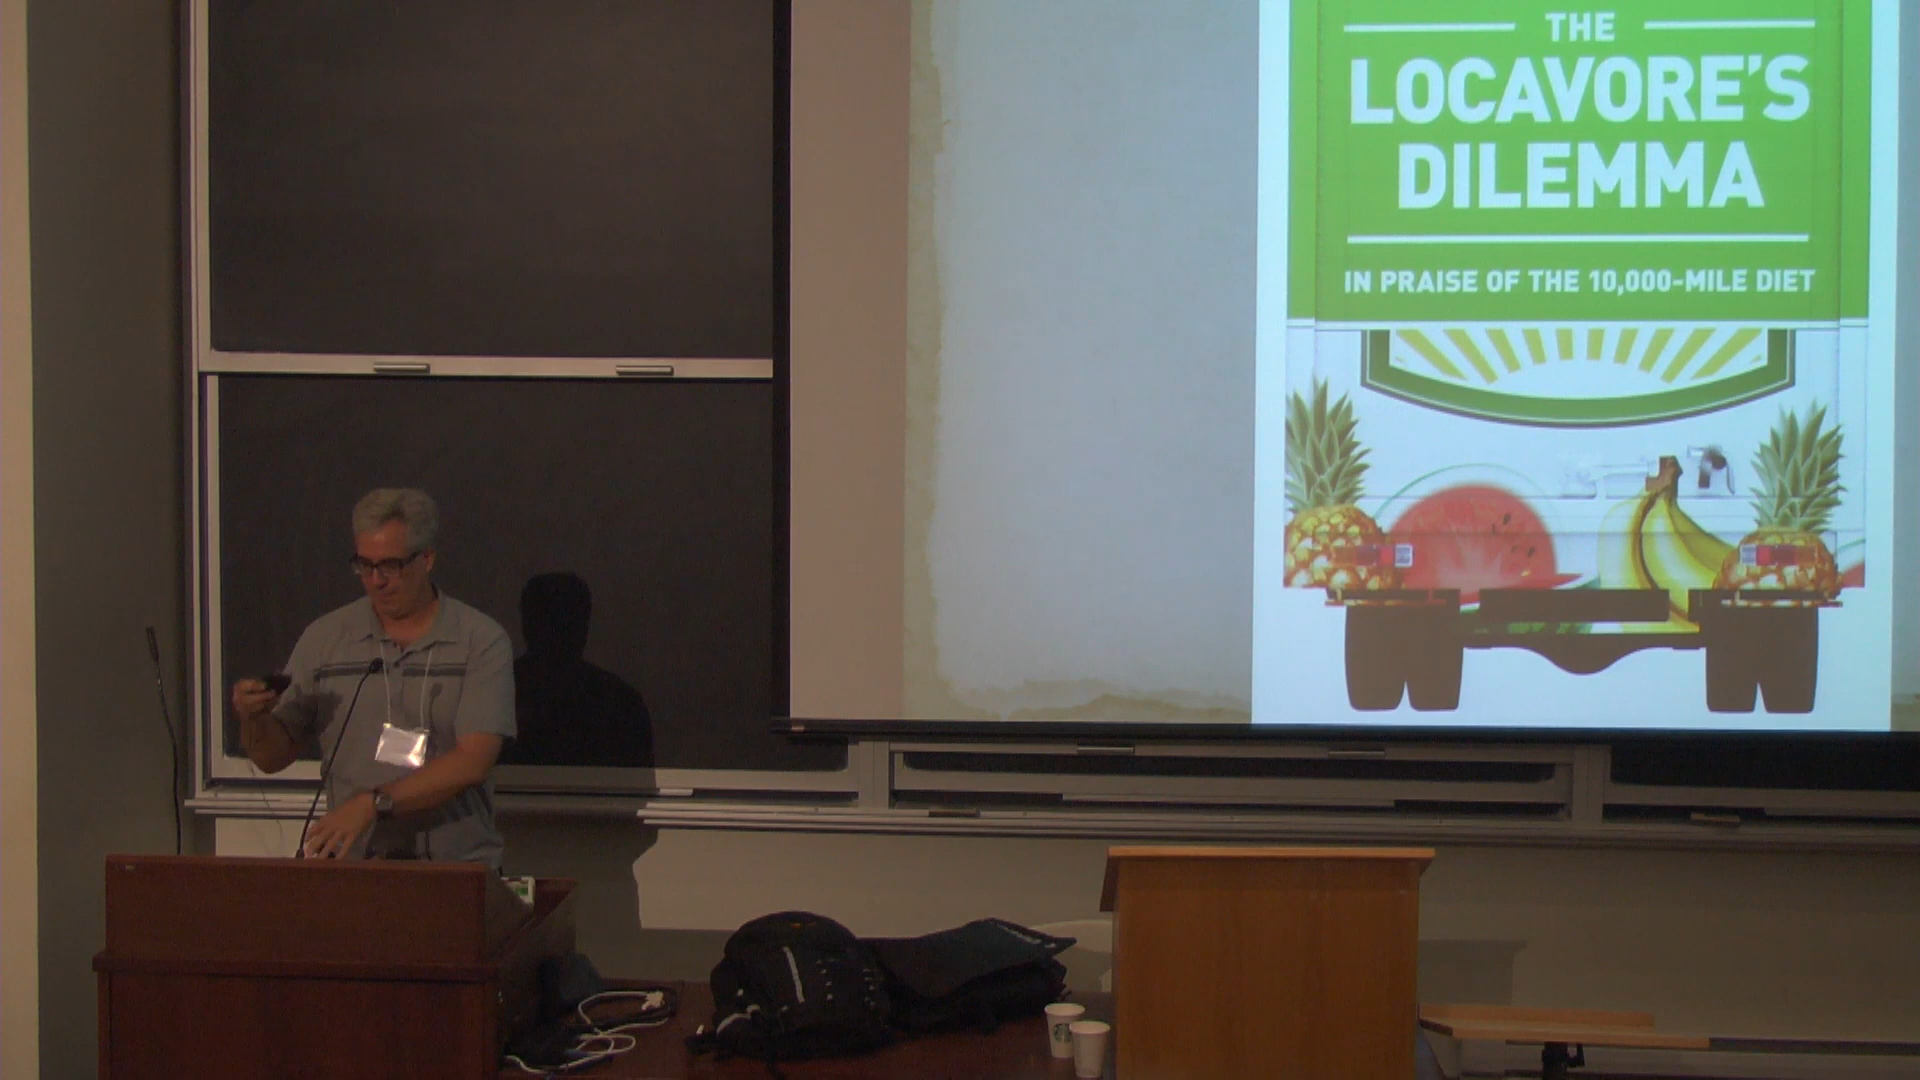 THE
LOCAVORE'S
DILEMMA
IN PRAISE OF THE 10,000-MILE DIET